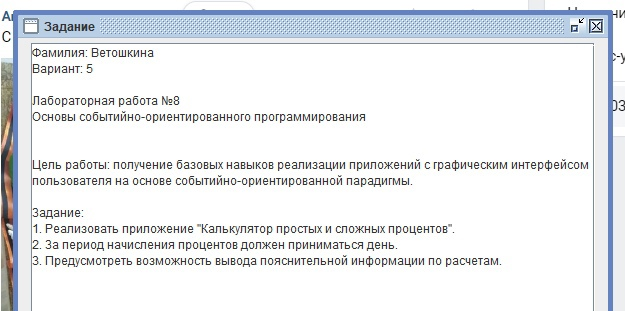 Задание
Фамилия: Ветошкина
Вариант: 5
Лабораторная работа №8
Основы событийно-ориентированного программирования
Цель работы: получение базовых навыков реализации приложений с графическим интерфейсом
пользователя на основе событийно-ориентированной парадигмы.
Задание:
1. Реализовать приложение "Калькулятор простых и сложных процентов".
2. За период начисления процентов должен приниматься день.
3. Предусмотреть возможность вывода пояснительной информации по расчетам.